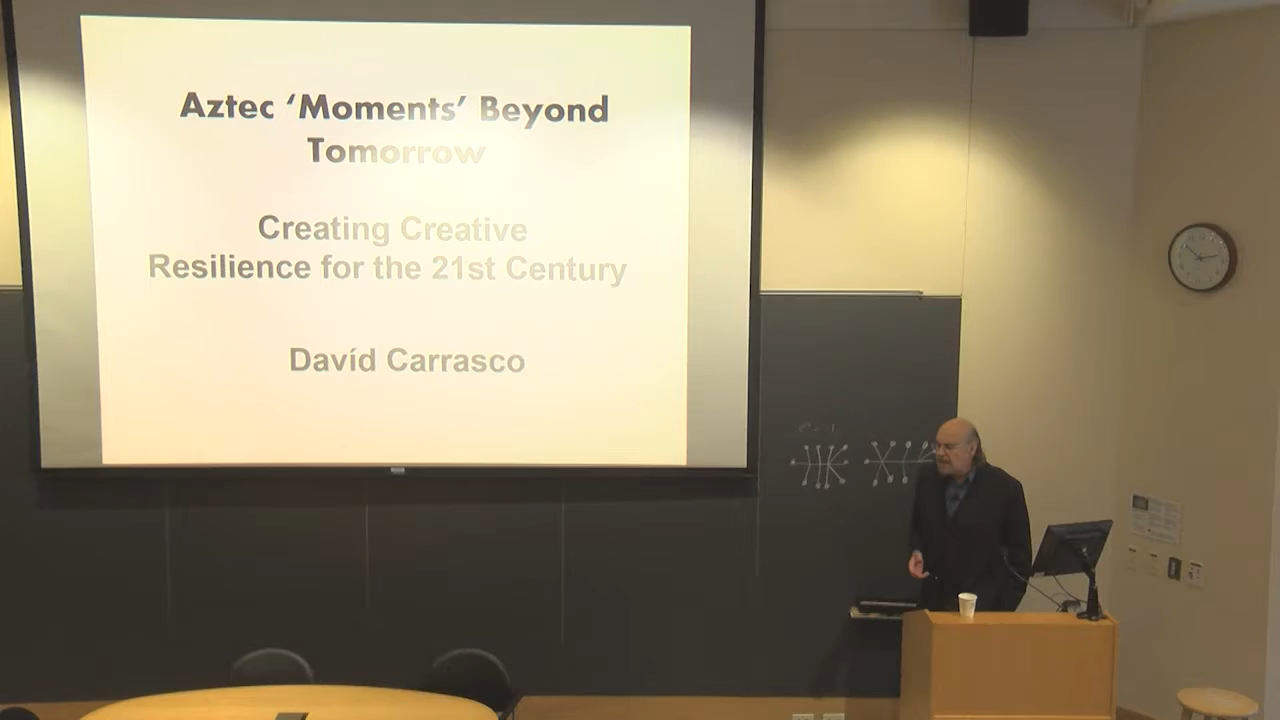 Aztec ‘Moments’ Beyond
Tomorrow
Creating Creative
Resilience for the 21st Century
Davíd Carrasco